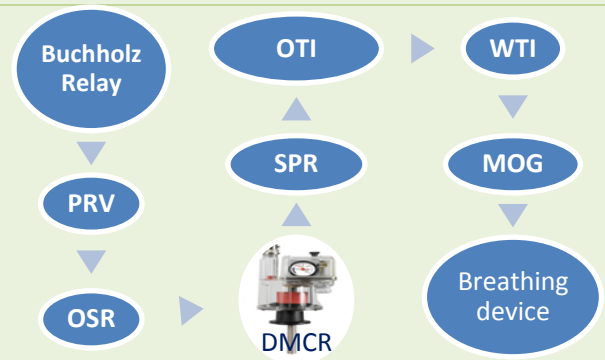 Buchholz
Relay
PRV
OSR
DMCR
SPR
OTI
WTI
MOG
Breathing
device